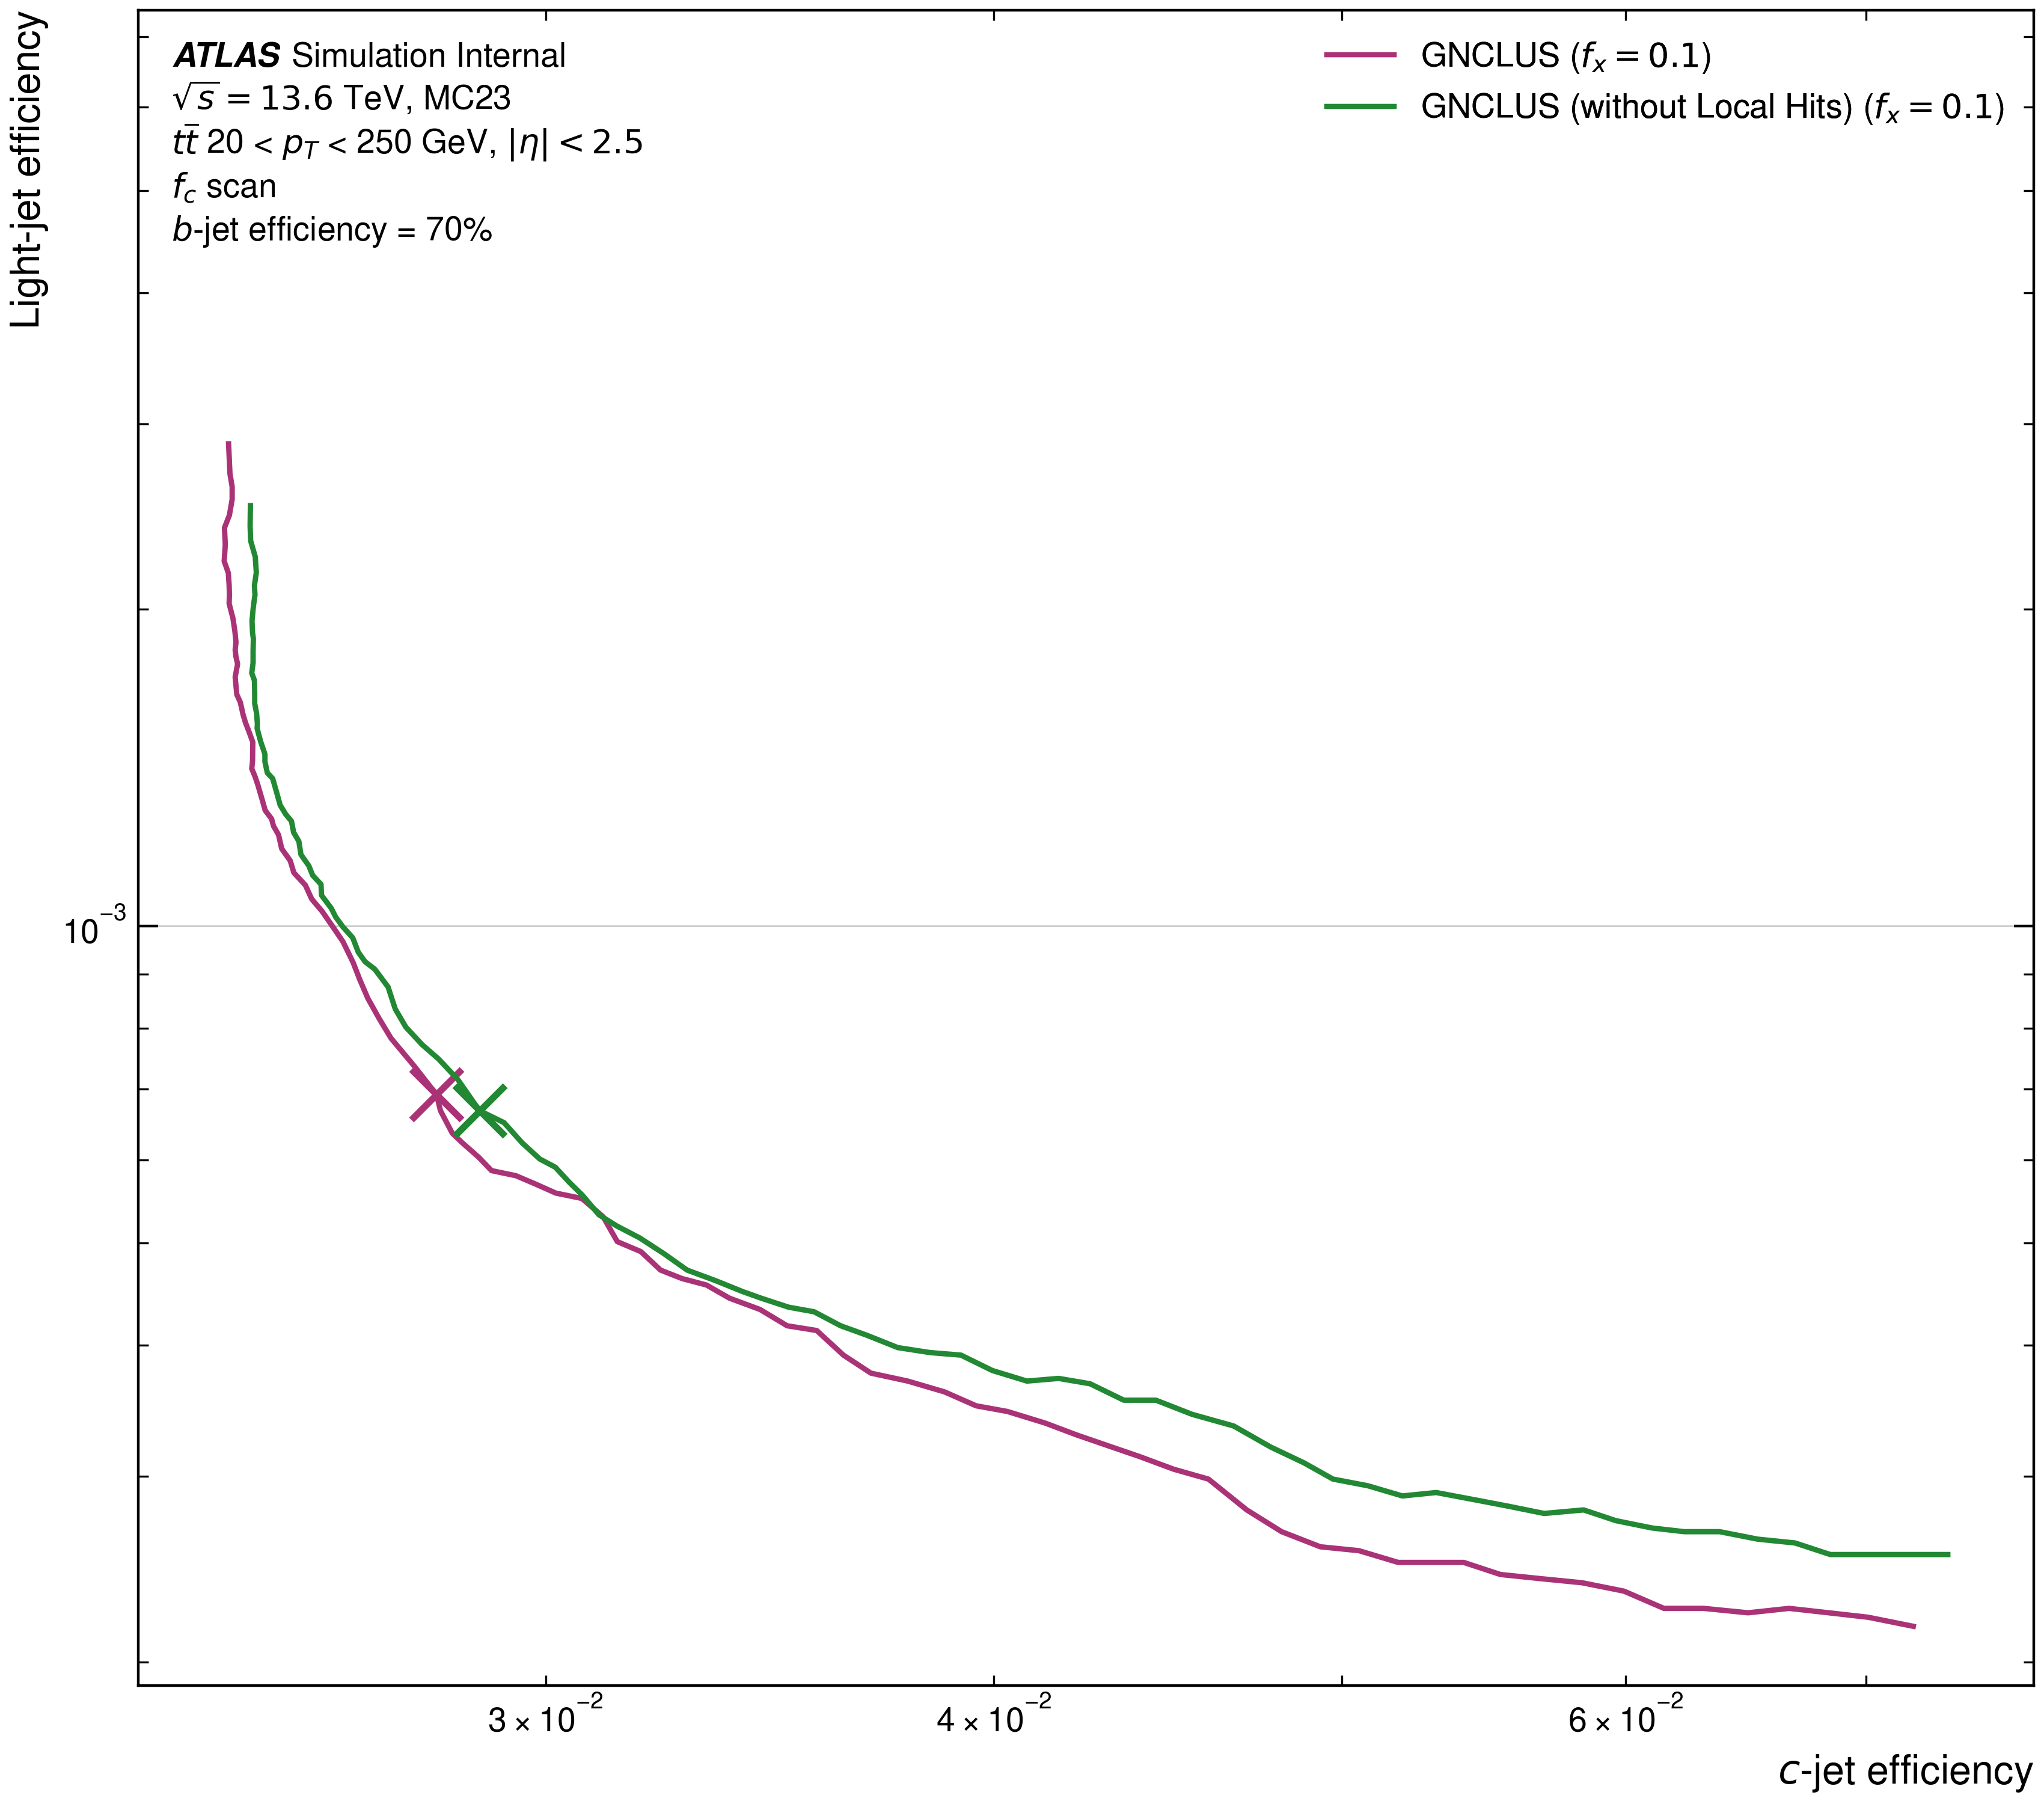 Light-jet efficiency
ATLAS Simulation Internal
√s = 13.6 TeV, MC23
tt̄ 20 < p_T < 250 GeV, |η| < 2.5
f_c scan
b-jet efficiency = 70%
GNCLUS (f_x = 0.1)
GNCLUS (without Local Hits) (f_x = 0.1)
10⁻³
3 × 10⁻²
4 × 10⁻²
6 × 10⁻²
c-jet efficiency